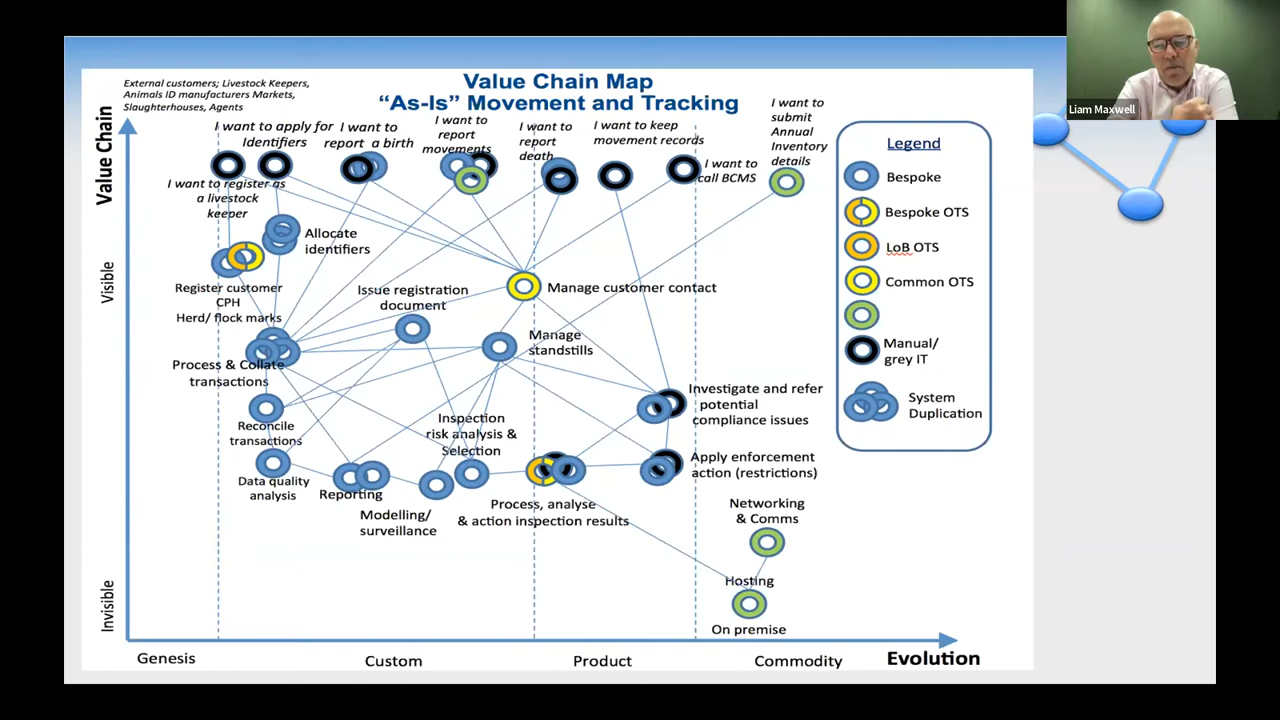 External customers; Livestock Keepers,
Animals ID manufacturers Markets,
Slaughterhouses, Agents
Value Chain Map
“As-Is” Movement and Tracking
Liam Maxwell
Value Chain
Visible
Invisible
I want to apply for
Identifiers
I want to
report a birth
I want to
report
movements
I want to
report
death
I want to keep
movement records
I want to
call BCMS
I want to
submit
Annual
Inventory
details
I want to register as
a livestock
keeper
Allocate
identifiers
Register customer
CPH
Herd/ flock marks
Issue registration
document
Manage customer contact
Manage
standstills
Process & Collate
transactions
Reconcile
transactions
Data quality
analysis
Reporting
Modelling/
surveillance
Inspection
risk analysis &
Selection
Process, analyse
& action inspection results
Investigate and refer
potential
compliance issues
Apply enforcement
action (restrictions)
Networking
& Comms
Hosting
On premise
Legend
Bespoke
Bespoke OTS
LoB OTS
Common OTS
Manual/
grey IT
System
Duplication
Genesis
Custom
Product
Commodity
Evolution